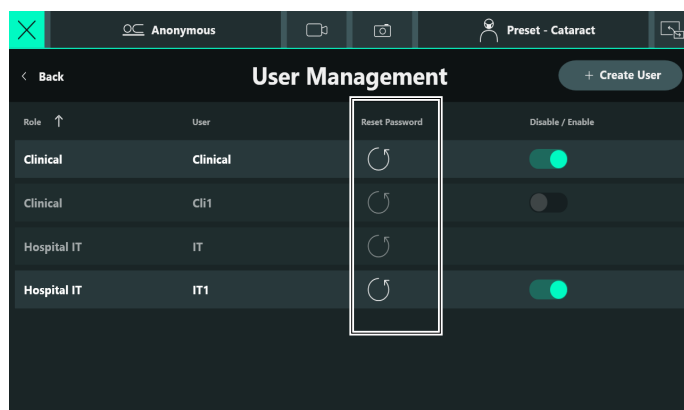 Anonymous Preset - Cataract
Back User Management + Create User
Role User Reset Password Disable / Enable
Clinical Clinical
Clinical Cli1
Hospital IT IT
Hospital IT IT1